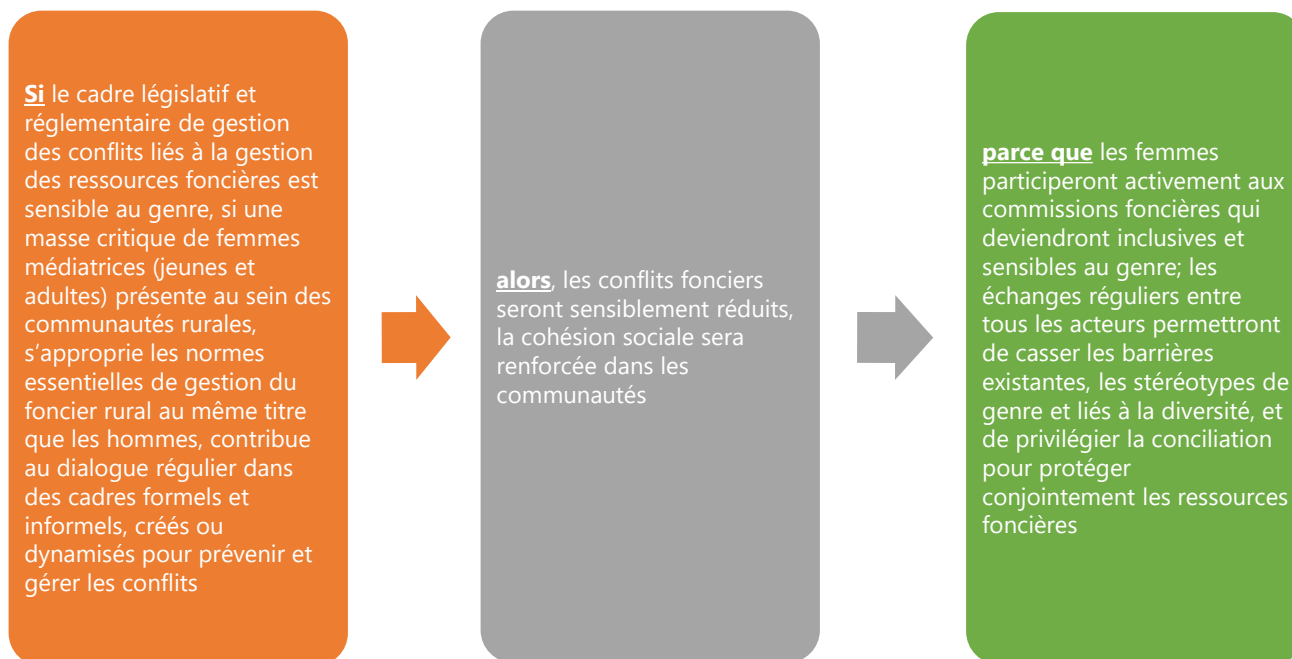 Si le cadre législatif et
réglementaire de gestion
des conflits liés à la gestion
des ressources foncières est
sensible au genre, si une
masse critique de femmes
médiatrices (jeunes et
adultes) présente au sein des
communautés rurales,
s’approprie les normes
essentielles de gestion du
foncier rural au même titre
que les hommes, contribue
au dialogue régulier dans
des cadres formels et
informels, créés ou
dynamisés pour prévenir et
gérer les conflits
alors, les conflits fonciers
seront sensiblement réduits,
la cohésion sociale sera
renforcée dans les
communautés
parce que les femmes
participeront activement aux
commissions foncières qui
deviendront inclusives et
sensibles au genre; les
échanges réguliers entre
tous les acteurs permettront
de casser les barrières
existantes, les stéréotypes de
genre et liés à la diversité, et
de privilégier la conciliation
pour protéger
conjointement les ressources
foncières